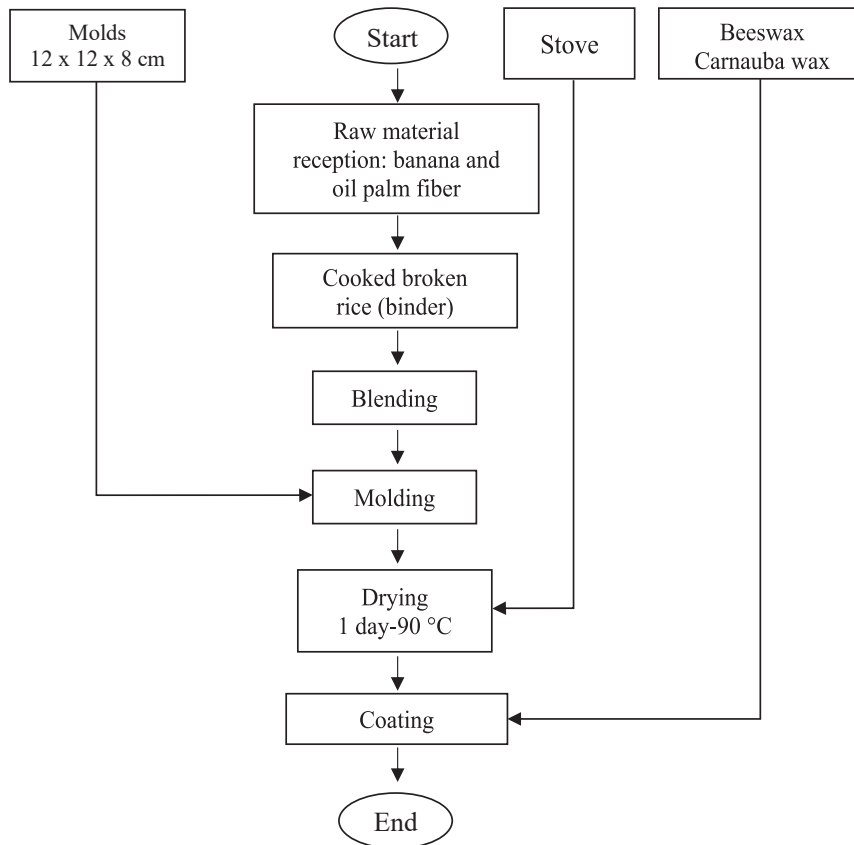 Molds
12 x 12 x 8 cm
Start
Stove
Beeswax
Carnauba wax
Raw material
reception: banana and
oil palm fiber
Cooked broken
rice (binder)
Blending
Molding
Drying
1 day-90 °C
Coating
End